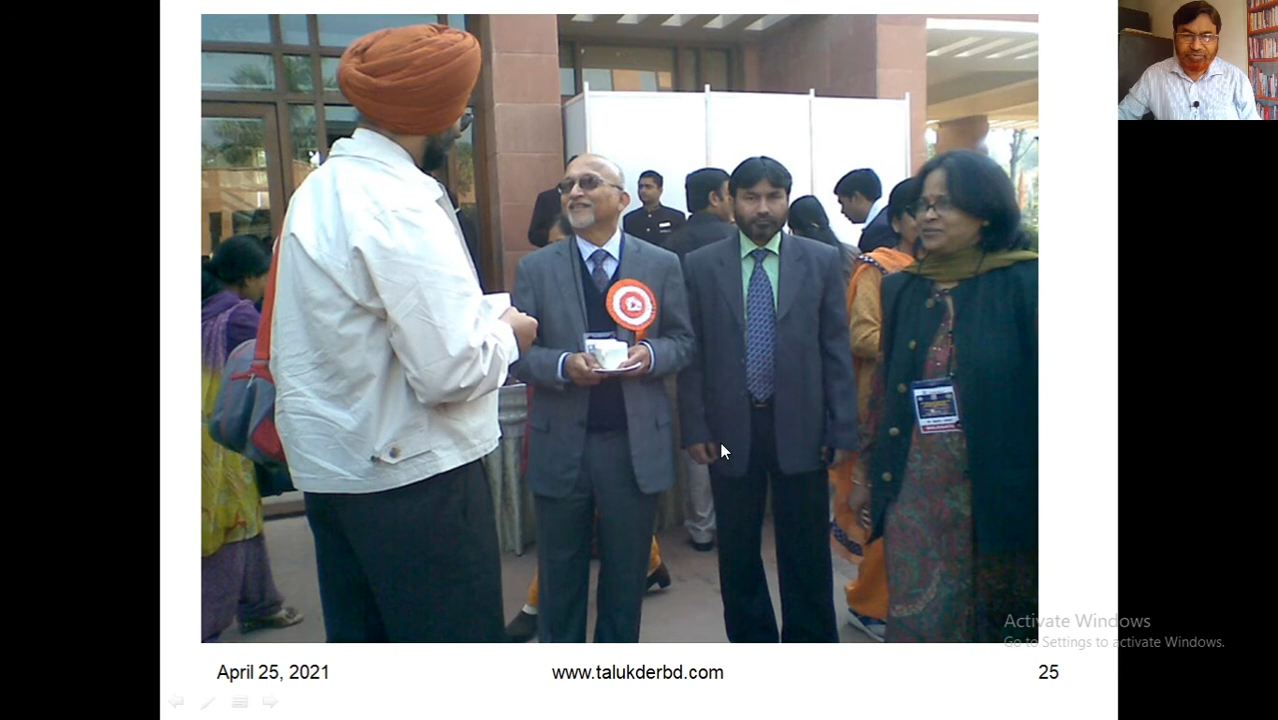 Activate Windows
Go to Settings to activate Windows.
April 25, 2021
www.talukderbd.com
25